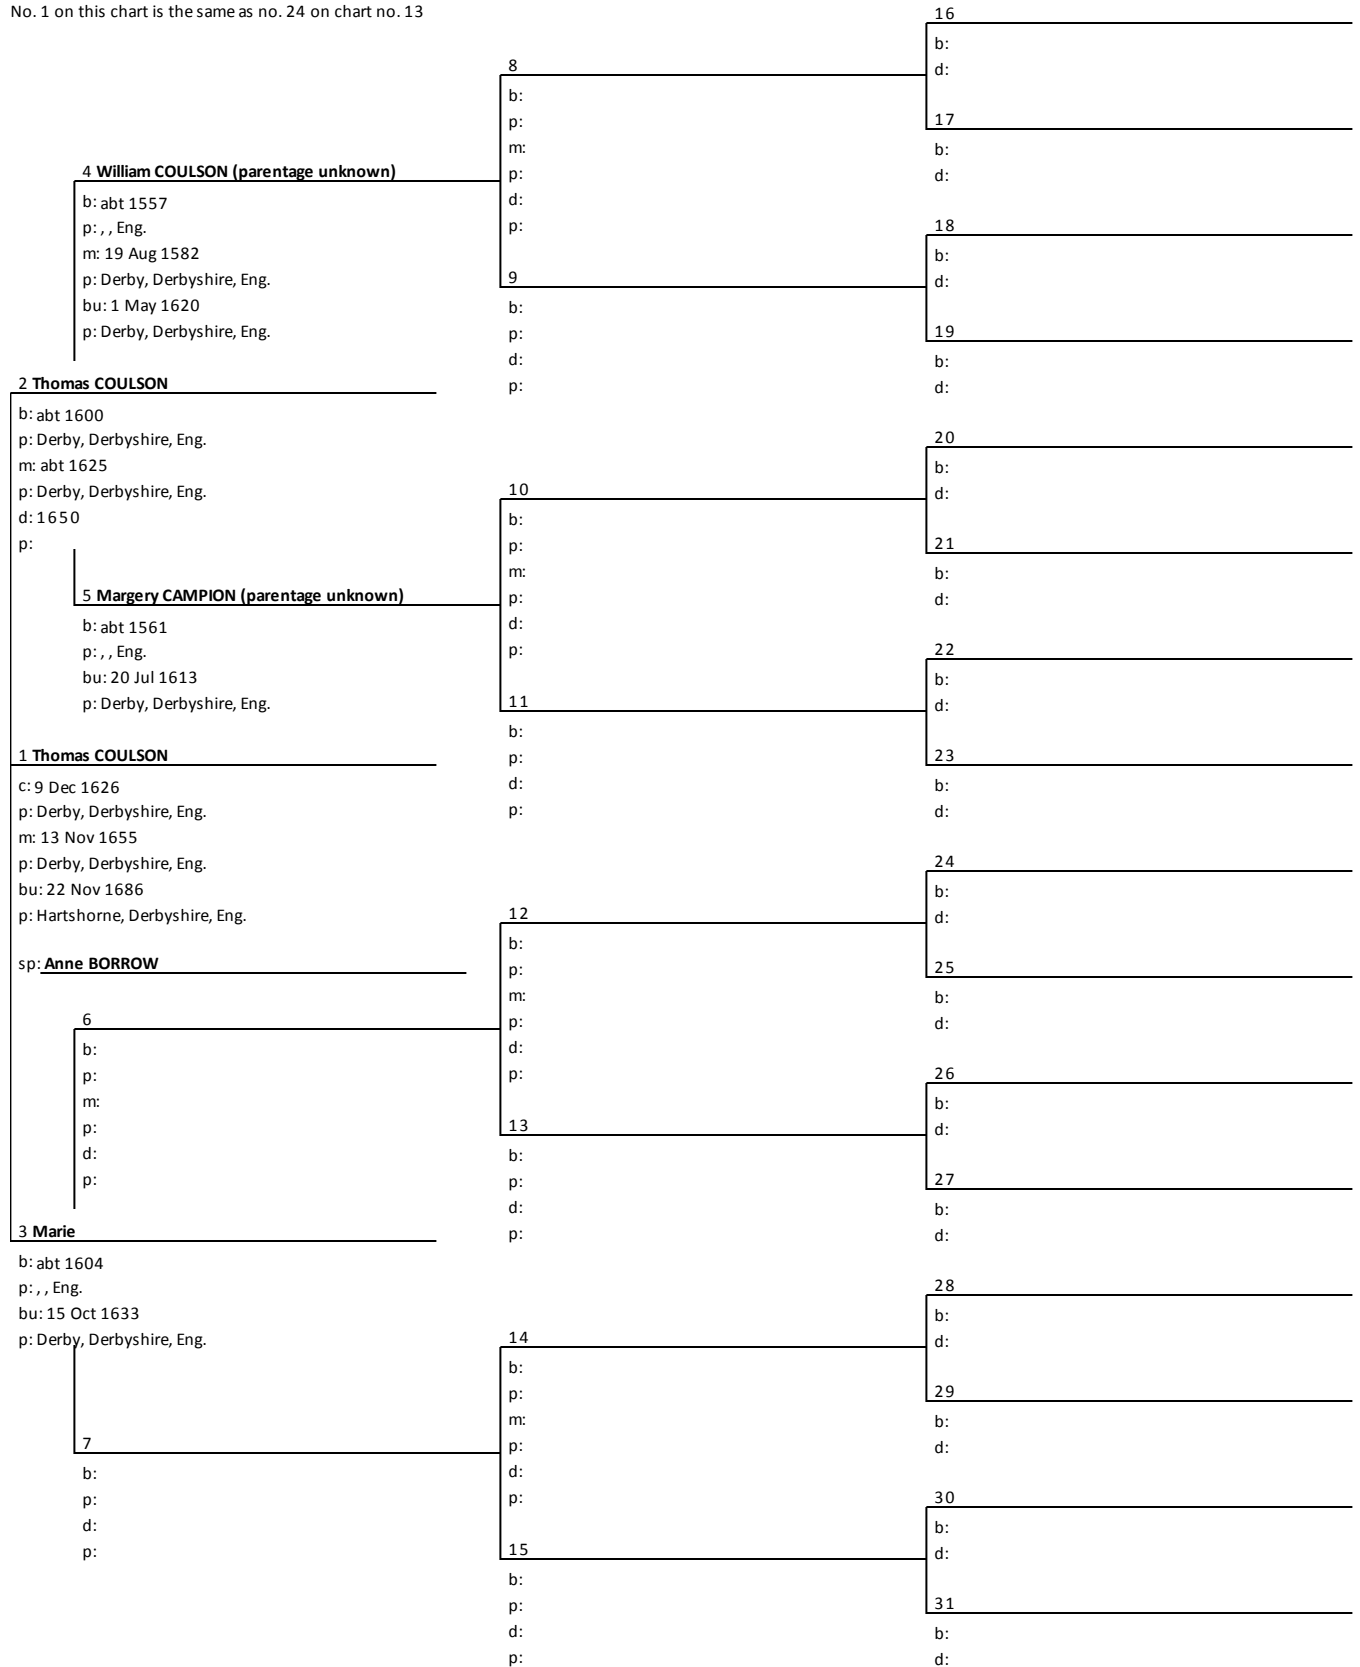 No. 1 on this chart is the same as no. 24 on chart no. 13
4 William COULSON (parentage unknown)
b: abt 1557
p: , , Eng.
m: 19 Aug 1582
p: Derby, Derbyshire, Eng.
bu: 1 May 1620
p: Derby, Derbyshire, Eng.
2 Thomas COULSON
b: abt 1600
p: Derby, Derbyshire, Eng.
m: abt 1625
p: Derby, Derbyshire, Eng.
d: 1650
p:
5 Margery CAMPION (parentage unknown)
b: abt 1561
p: , , Eng.
bu: 20 Jul 1613
p: Derby, Derbyshire, Eng.
1 Thomas COULSON
c: 9 Dec 1626
p: Derby, Derbyshire, Eng.
m: 13 Nov 1655
p: Derby, Derbyshire, Eng.
bu: 22 Nov 1686
p: Hartshorne, Derbyshire, Eng.
sp: Anne BORROW
6
b:
p:
m:
p:
d:
p:
3 Marie
b: abt 1604
p: , , Eng.
bu: 15 Oct 1633
p: Derby, Derbyshire, Eng.
7
b:
p:
d:
p:
8
b:
p:
m:
p:
d:
p:
9
b:
p:
d:
p:
10
b:
p:
m:
p:
d:
p:
11
b:
p:
d:
p:
12
b:
p:
m:
p:
d:
p:
13
b:
p:
d:
p:
14
b:
p:
m:
p:
d:
p:
15
b:
p:
d:
p:
16
b:
d:
17
b:
d:
18
b:
d:
19
b:
d:
20
b:
d:
21
b:
d:
22
b:
d:
23
b:
d:
24
b:
d:
25
b:
d:
26
b:
d:
27
b:
d:
28
b:
d:
29
b:
d:
30
b:
d:
31
b:
d: